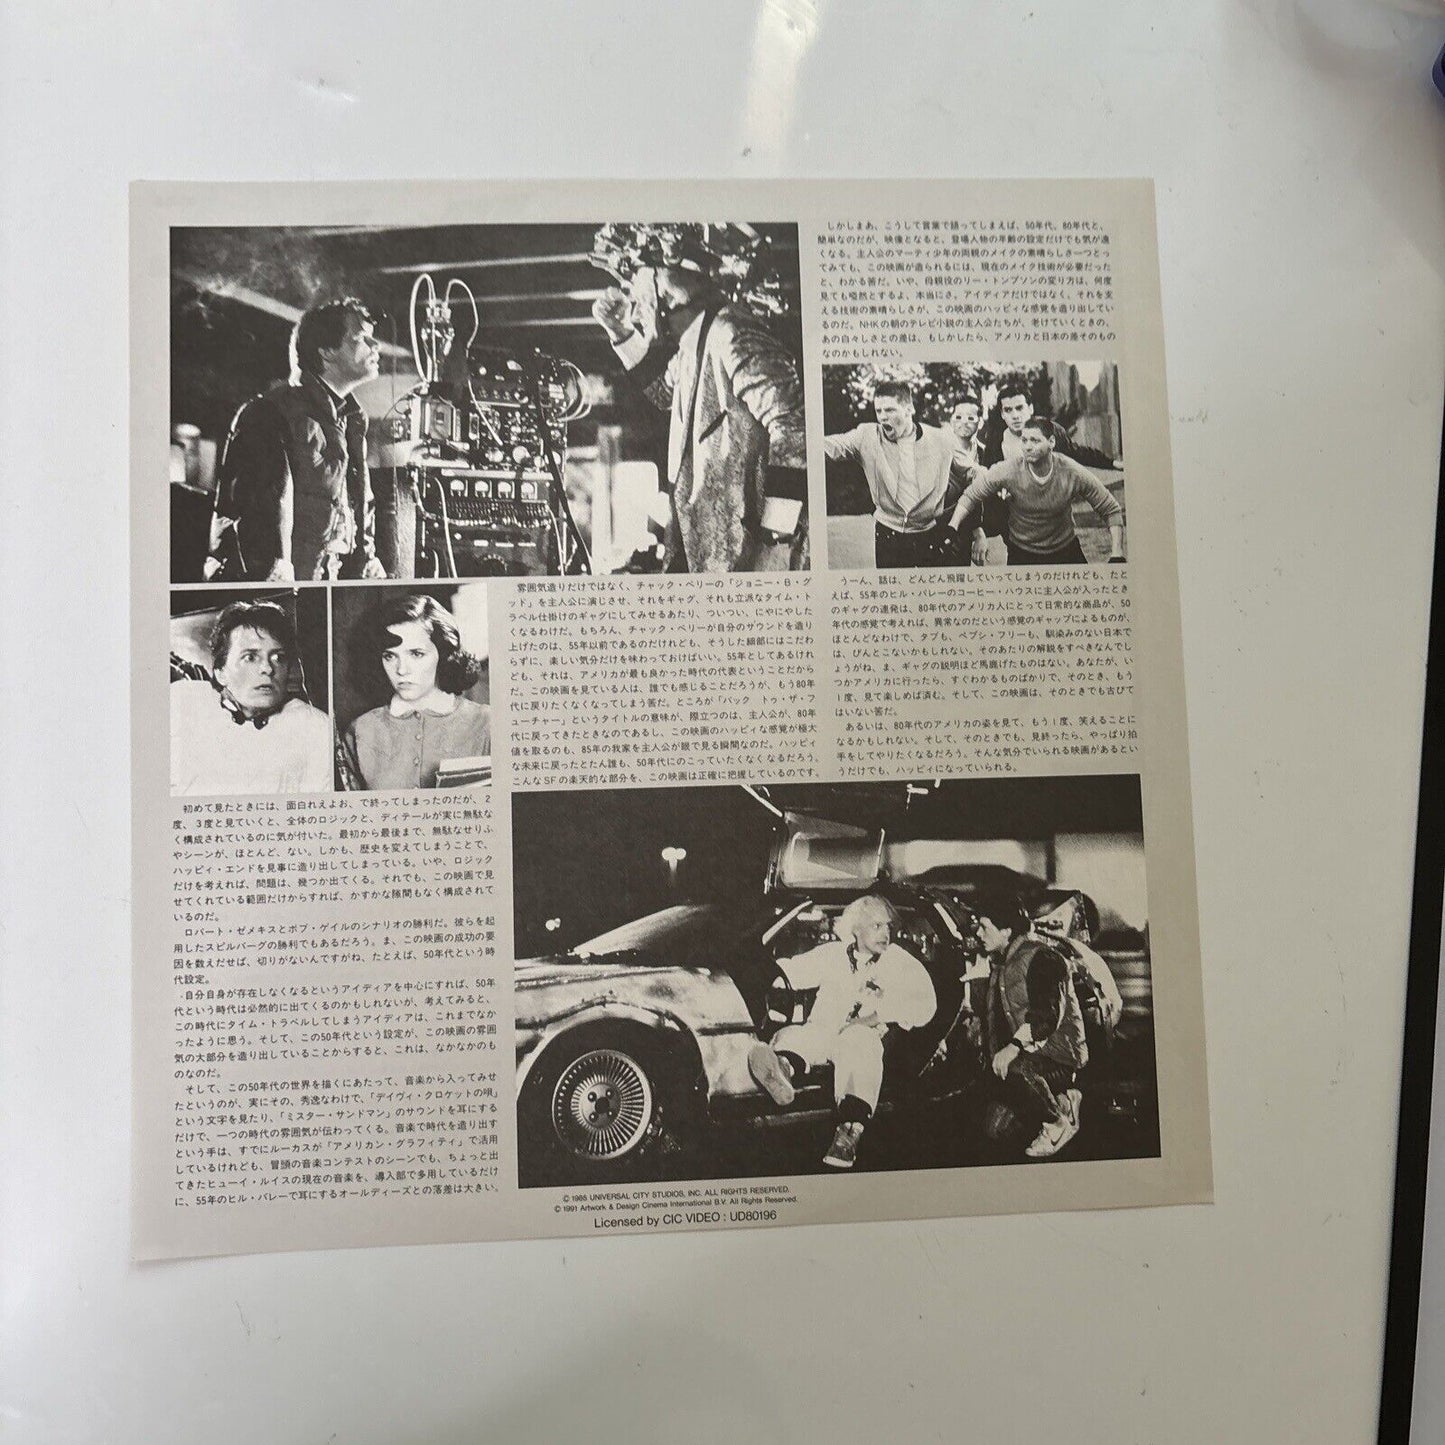 初めて見たときには、面白れえよお、で終ってしまったのだが、2
度、3度と見ていくと、全体のロジックと、ディテールが実に無駄な
く構成されているのに気が付いた。最初から最後まで、無駄なせりふ
やシーンが、ほとんど、ない。しかも、歴史を変えてしまうことで、
ハッピィ・エンドを見事に造り出してしまっている。いや、ロジック
だけを考えれば、問題は、幾つか出てくる。それでも、この映画で見
せてくれている範囲だけからすれば、かすかな隙間もなく構成されて
いるのだ。
ロバート・ゼメキスとボブ・ゲイルのシナリオの勝利だ。彼らを起
用したスピルバーグの勝利でもあるだろう。ま、この映画の成功の要
因を数えだせば、切りがないんですがね、たとえば、50年代という時
代設定。
自分自身が存在しなくなるというアイディアを中心にすれば、50年
代という時代は必然的に出てくるのかもしれないが、考えてみると、
この時代にタイム・トラベルしてしまうアイディアは、これまでなか
ったように思う。そして、この50年代という設定が、この映画の雰囲
気の大部分を造り出していることからすると、これは、なかなかのも
のなのだ。
そして、この50年代の世界を描くにあたって、音楽から入ってみせ
たというのが、実にその、秀逸なわけで、「デイヴィ・クロケットの唄」
という文字を見たり、「ミスター・サンドマン」のサウンドを耳にする
だけで、一つの時代の雰囲気が伝わってくる。音楽で時代を造り出す
という手は、すでにルーカスが「アメリカン・グラフィティ」で活用
しているけれども、冒頭の音楽コンテストのシーンでも、ちょっと出
てきたヒューイ・ルイスの現在の音楽を、導入部で多用しているだけ
に、55年のヒル・バレーで耳にするオールディーズとの落差は大きい。
雰囲気造りだけではなく、チャック・ベリーの「ジョニー・B・グ
ッド」を主人公に演じさせ、それをギャグ、それも立派なタイム・ト
ラベル仕掛けのギャグにしてみせるあたり、ついつい、にやにやした
くなるわけだ。もちろん、チャック・ベリーが自分のサウンドを造り
上げたのは、55年以前であるのだけれども、そうした細部にはこだわ
らずに、楽しい気分だけを味わっておけばいい。55年としてあるけれ
ども、それは、アメリカが最も良かった時代の代表ということだから
だ。この映画を見ている人は、誰でも感じることだろうが、もう80年
代に戻りたくなくなってしまう筈だ。ところが「バック　トゥ・ザ・フ
ューチャー」というタイトルの意味が、際立つのは、主人公が、80年
代に戻ってきたときなのであるし、この映画のハッピィな感覚が極大
値を取るのも、85年の我家を主人公が眼で見る瞬間なのだ。ハッピィ
な未来に戻ったとたん誰も、50年代にのこっていたくなくなるだろう。
こんなSFの楽天的な部分を、この映画は正確に把握しているのです。
しかしまあ、こうして言葉で語ってしまえば、50年代、80年代と、
簡単なのだが、映像となると、登場人物の年齢の設定だけでも気が遠
くなる。主人公のマーティ少年の両親のメイクの素晴らしさ一つとっ
てみても、この映画が造られるには、現在のメイク技術が必要だった
と、わかる筈だ。いや、母親役のリー・トンプソンの変り方は、何度
見ても唖然とするよ、本当にさ。アイディアだけではなく、それを支
える技術の素晴らしさが、この映画のハッピィな感覚を造り出してい
るのだ。NHKの朝のテレビ小説の主人公たちが、老けていくときの、
あの白々しさとの差は、もしかしたら、アメリカと日本の差そのもの
なのかもしれない。
うーん、話は、どんどん飛躍していってしまうのだけれども、たと
えば、55年のヒル・バレーのコーヒー・ハウスに主人公が入ったとき
のギャグの連発は、80年代のアメリカ人にとって日常的な商品が、50
年代の感覚で考えれば、異常なのだという感覚のギャップによるものが、
ほとんどなわけで、タブも、ペプシ・フリーも、馴染みのない日本で
は、ぴんとこないかもしれない。そのあたりの解説をすべきなんでし
ょうがね、ま、ギャグの説明ほど馬鹿げたものはない。あなたが、い
つかアメリカに行ったら、すぐわかるものばかりで、そのとき、もう
1度、見て楽しめば済む。そして、この映画は、そのときでも古びて
はいない筈だ。
あるいは、80年代のアメリカの姿を見て、もう1度、笑えることに
なるかもしれない。そして、そのときでも、見終ったら、やっぱり拍
手をしてやりたくなるだろう。そんな気分でいられる映画があるとい
うだけでも、ハッピィになっていられる。
© 1985 UNIVERSAL CITY STUDIOS, INC. ALL RIGHTS RESERVED.
© 1991 Artwork & Design Cinema International B.V. All Rights Reserved.
Licensed by CIC VIDEO : UD80196